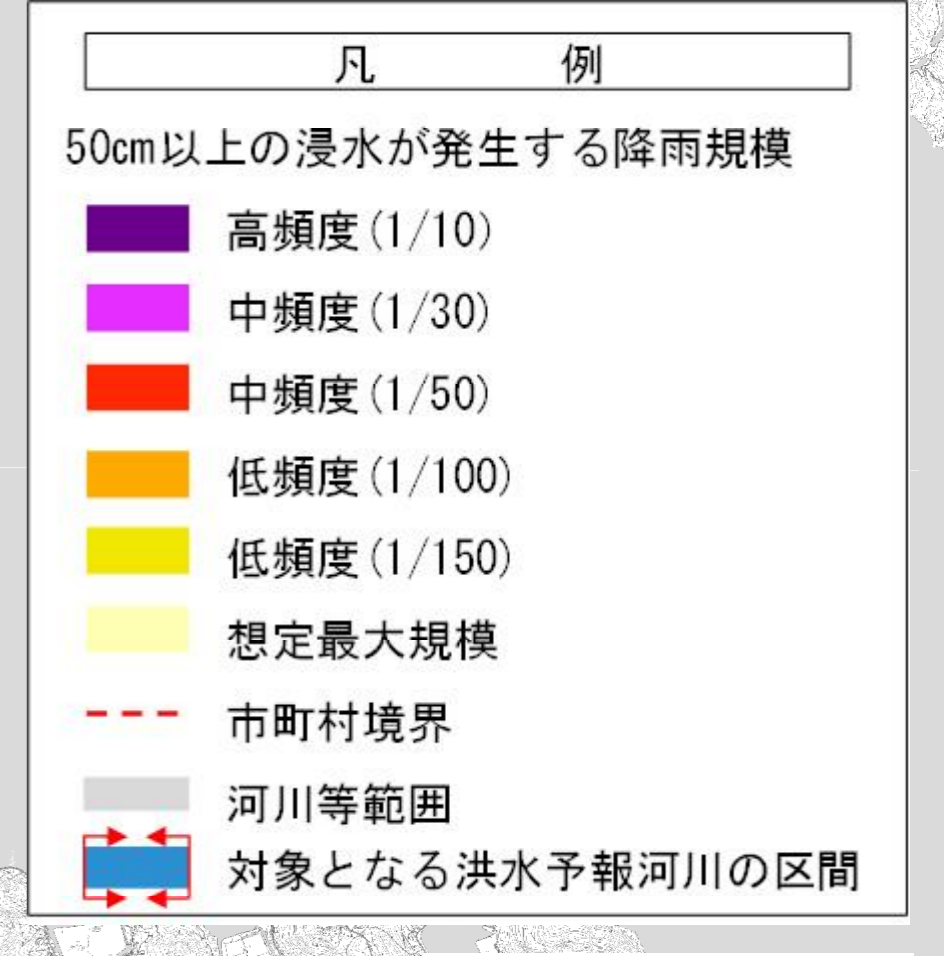 凡　　　例
50cm以上の浸水が発生する降雨規模
高頻度(1/10)
中頻度(1/30)
中頻度(1/50)
低頻度(1/100)
低頻度(1/150)
想定最大規模
市町村境界
河川等範囲
対象となる洪水予報河川の区間